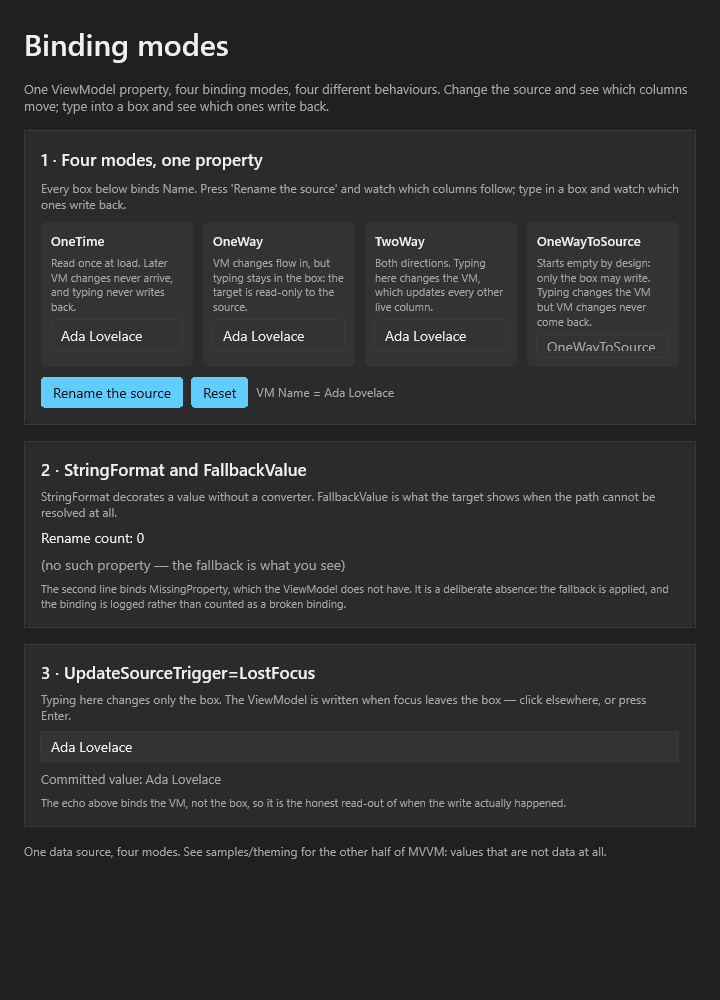 Binding modes
One ViewModel property, four binding modes, four different behaviours. Change the source and see which columns
move; type into a box and see which ones write back.
1 · Four modes, one property
Every box below binds Name. Press 'Rename the source' and watch which columns follow; type in a box and watch which
ones write back.
OneTime
Read once at load. Later
VM changes never arrive,
and typing never writes
back.
Ada Lovelace
OneWay
VM changes flow in, but
typing stays in the box: the
target is read-only to the
source.
Ada Lovelace
TwoWay
Both directions. Typing
here changes the VM,
which updates every other
live column.
Ada Lovelace
OneWayToSource
Starts empty by design:
only the box may write.
Typing changes the VM
but VM changes never
come back.
OneWayToSource
Rename the source
Reset
VM Name = Ada Lovelace
2 · StringFormat and FallbackValue
StringFormat decorates a value without a converter. FallbackValue is what the target shows when the path cannot be
resolved at all.
Rename count: 0
(no such property — the fallback is what you see)
The second line binds MissingProperty, which the ViewModel does not have. It is a deliberate absence: the fallback is applied, and
the binding is logged rather than counted as a broken binding.
3 · UpdateSourceTrigger=LostFocus
Typing here changes only the box. The ViewModel is written when focus leaves the box — click elsewhere, or press
Enter.
Ada Lovelace
Committed value: Ada Lovelace
The echo above binds the VM, not the box, so it is the honest read-out of when the write actually happened.
One data source, four modes. See samples/theming for the other half of MVVM: values that are not data at all.